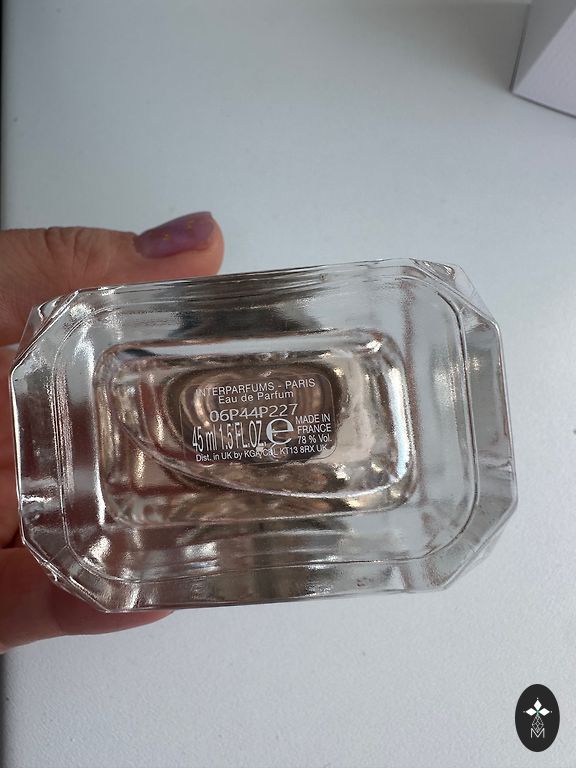 INTERPARFUMS - PARIS
Eau de Parfum
06P44P227
45 ml 1.5 FL.OZ. e MADE IN
FRANCE
78 % Vol.
Dist. in UK by KGA/CSL KT13 8RX UK
M